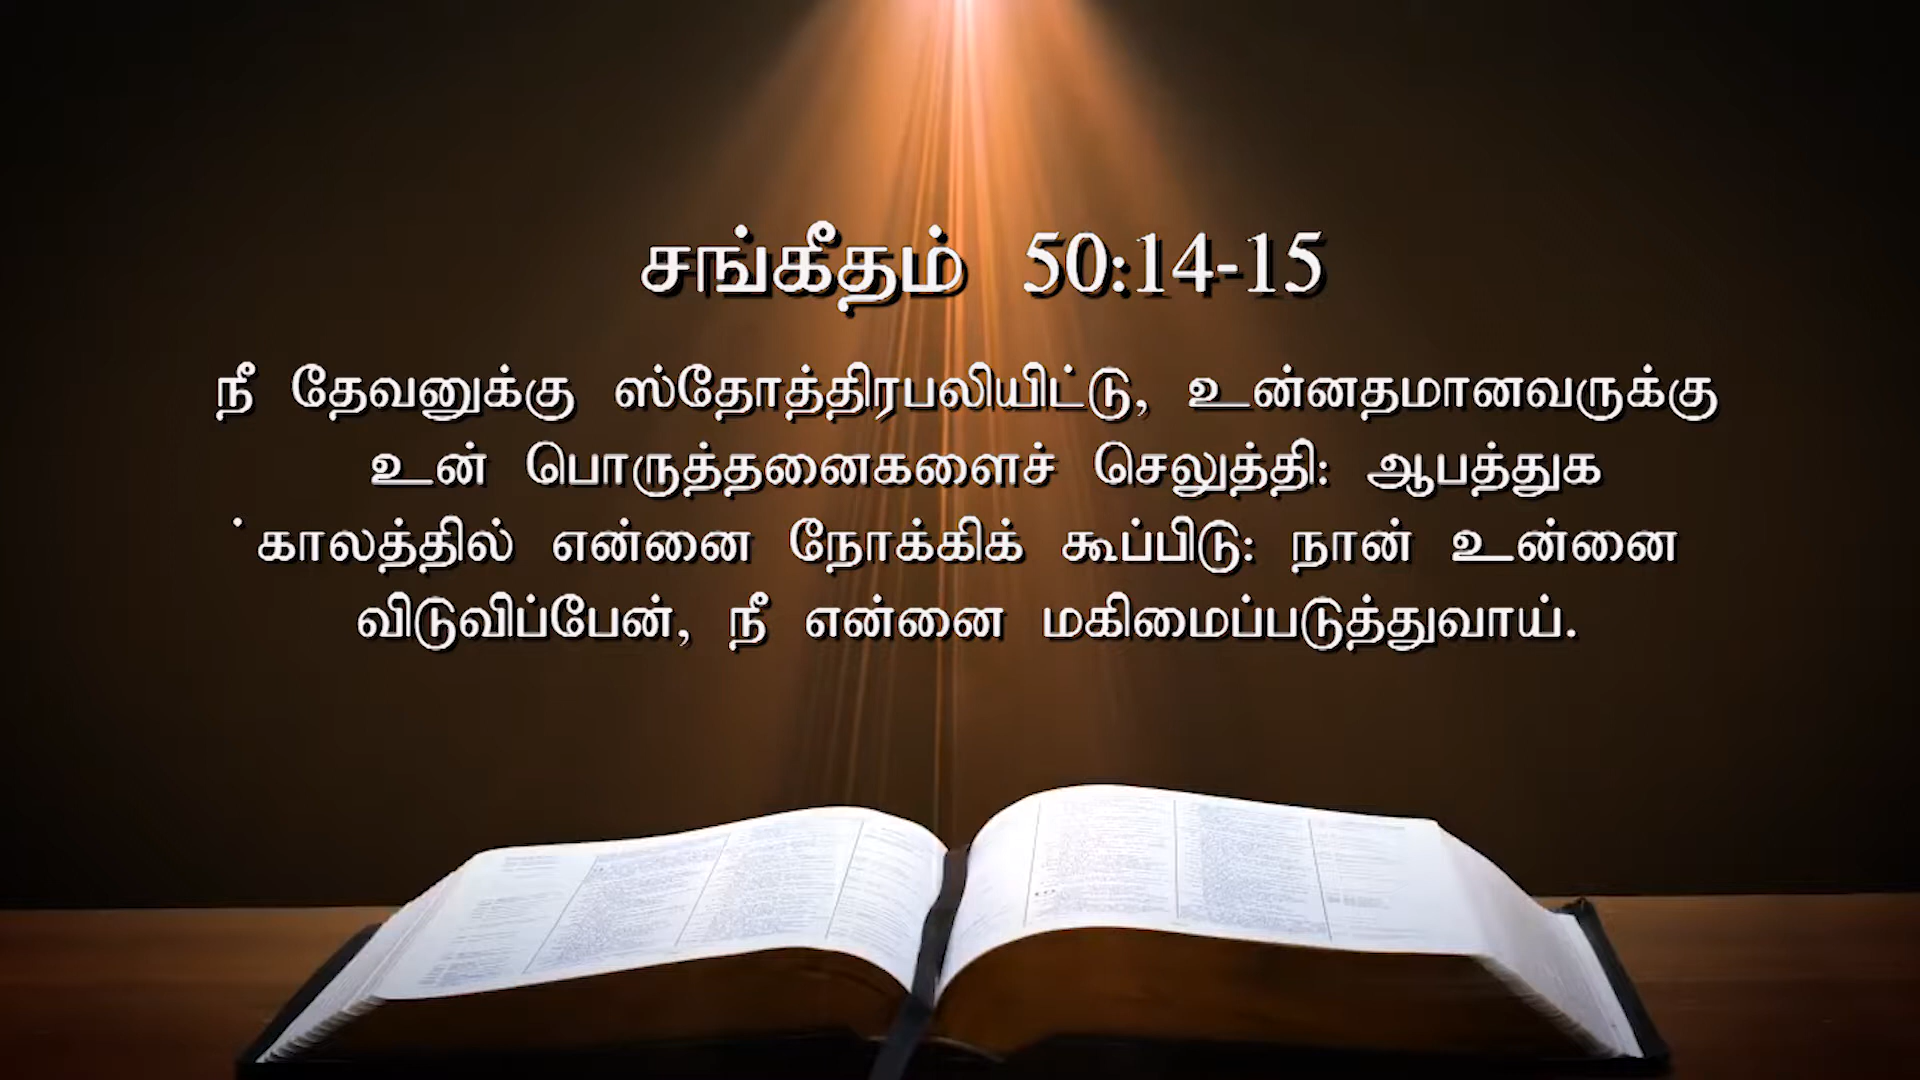 சங்கீதம் 50:14-15
நீ தேவனுக்கு ஸ்தோத்திரபலியிட்டு, உன்னதமானவருக்கு
உன் பொருத்தனைகளைச் செலுத்தி: ஆபத்துக
்காலத்தில் என்னை நோக்கிக் கூப்பிடு: நான் உன்னை
விடுவிப்பேன், நீ என்னை மகிமைப்படுத்துவாய்.